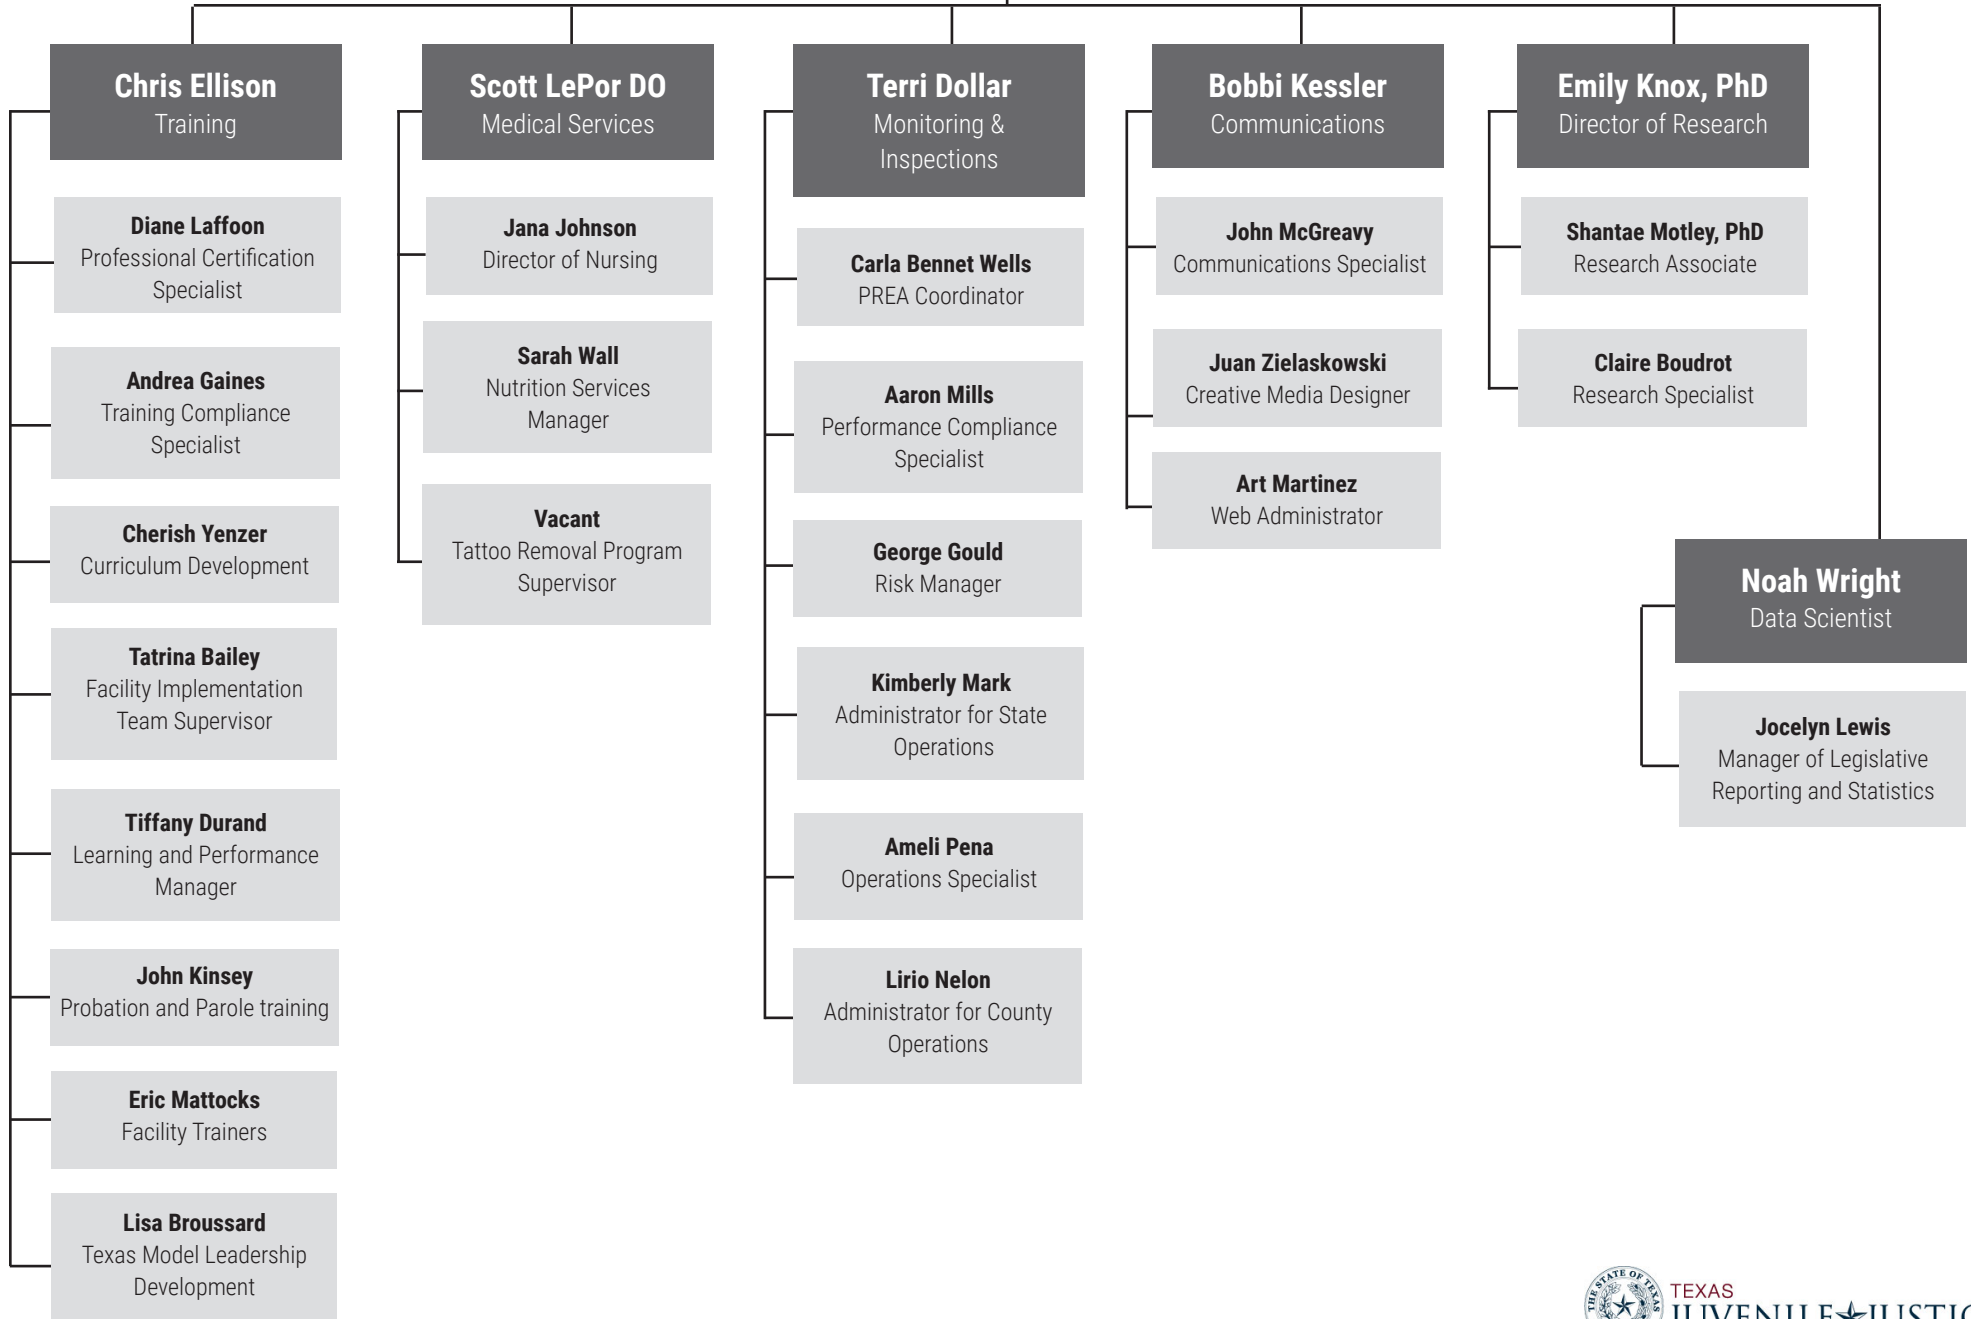 Chris Ellison
Training
Diane Laffoon
Professional Certification
Specialist
Andrea Gaines
Training Compliance
Specialist
Cherish Yenzer
Curriculum Development
Tatrina Bailey
Facility Implementation
Team Supervisor
Tiffany Durand
Learning and Performance
Manager
John Kinsey
Probation and Parole training
Eric Mattocks
Facility Trainers
Lisa Broussard
Texas Model Leadership
Development
Scott LePor DO
Medical Services
Jana Johnson
Director of Nursing
Sarah Wall
Nutrition Services
Manager
Vacant
Tattoo Removal Program
Supervisor
Terri Dollar
Monitoring &
Inspections
Carla Bennet Wells
PREA Coordinator
Aaron Mills
Performance Compliance
Specialist
George Gould
Risk Manager
Kimberly Mark
Administrator for State
Operations
Ameli Pena
Operations Specialist
Lirio Nelon
Administrator for County
Operations
Bobbi Kessler
Communications
John McGreavy
Communications Specialist
Juan Zielaskowski
Creative Media Designer
Art Martinez
Web Administrator
Emily Knox, PhD
Director of Research
Shantae Motley, PhD
Research Associate
Claire Boudrot
Research Specialist
Noah Wright
Data Scientist
Jocelyn Lewis
Manager of Legislative
Reporting and Statistics
THE STATE OF TEXAS
TEXAS
JUVENILE